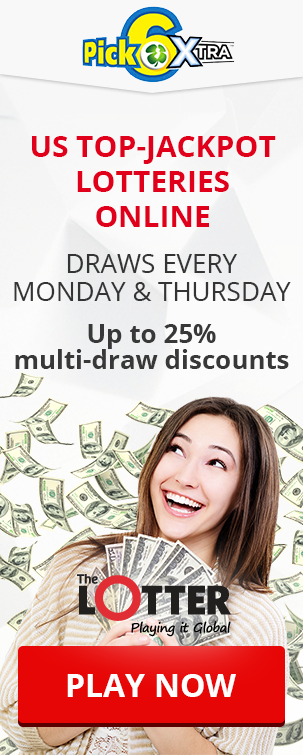 Pick 6 XTRA
US TOP-JACKPOT
LOTTERIES
ONLINE
DRAWS EVERY
MONDAY & THURSDAY
Up to 25%
multi-draw discounts
The
LOTTER
Playing it Global
PLAY NOW